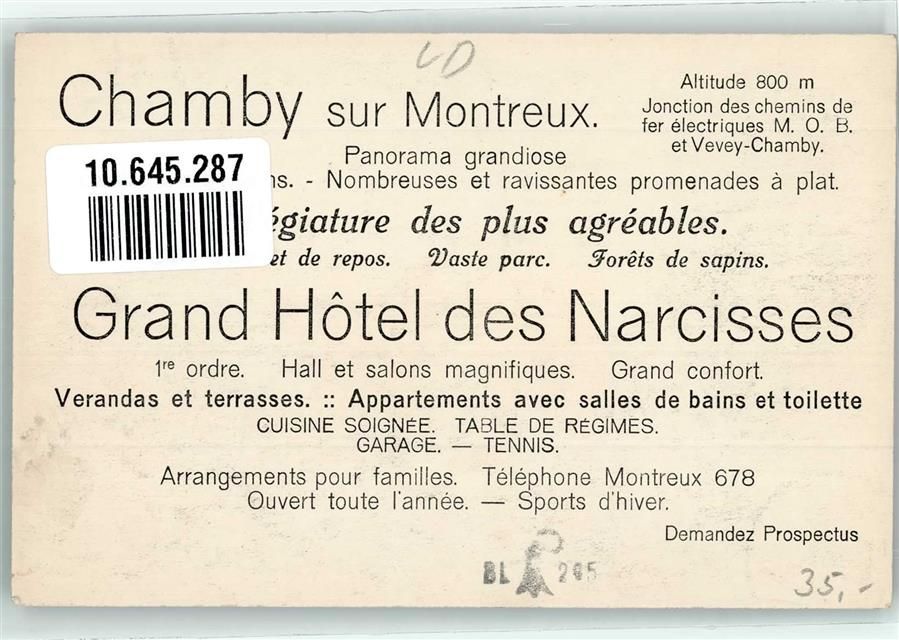 LD
Chamby sur Montreux.
Altitude 800 m
Jonction des chemins de
fer électriques M. O. B.
et Vevey-Chamby.
10.645.287
Panorama grandiose
ns. - Nombreuses et ravissantes promenades à plat.
égiature des plus agréables.
et de repos. Vaste parc. Forêts de sapins.
Grand Hôtel des Narcisses
1re ordre. Hall et salons magnifiques. Grand confort.
Verandas et terrasses. :: Appartements avec salles de bains et toilette
CUISINE SOIGNÉE. TABLE DE RÉGIMES.
GARAGE. — TENNIS.
Arrangements pour familles. Téléphone Montreux 678
Ouvert toute l'année. — Sports d'hiver.
Demandez Prospectus
BL
35,-